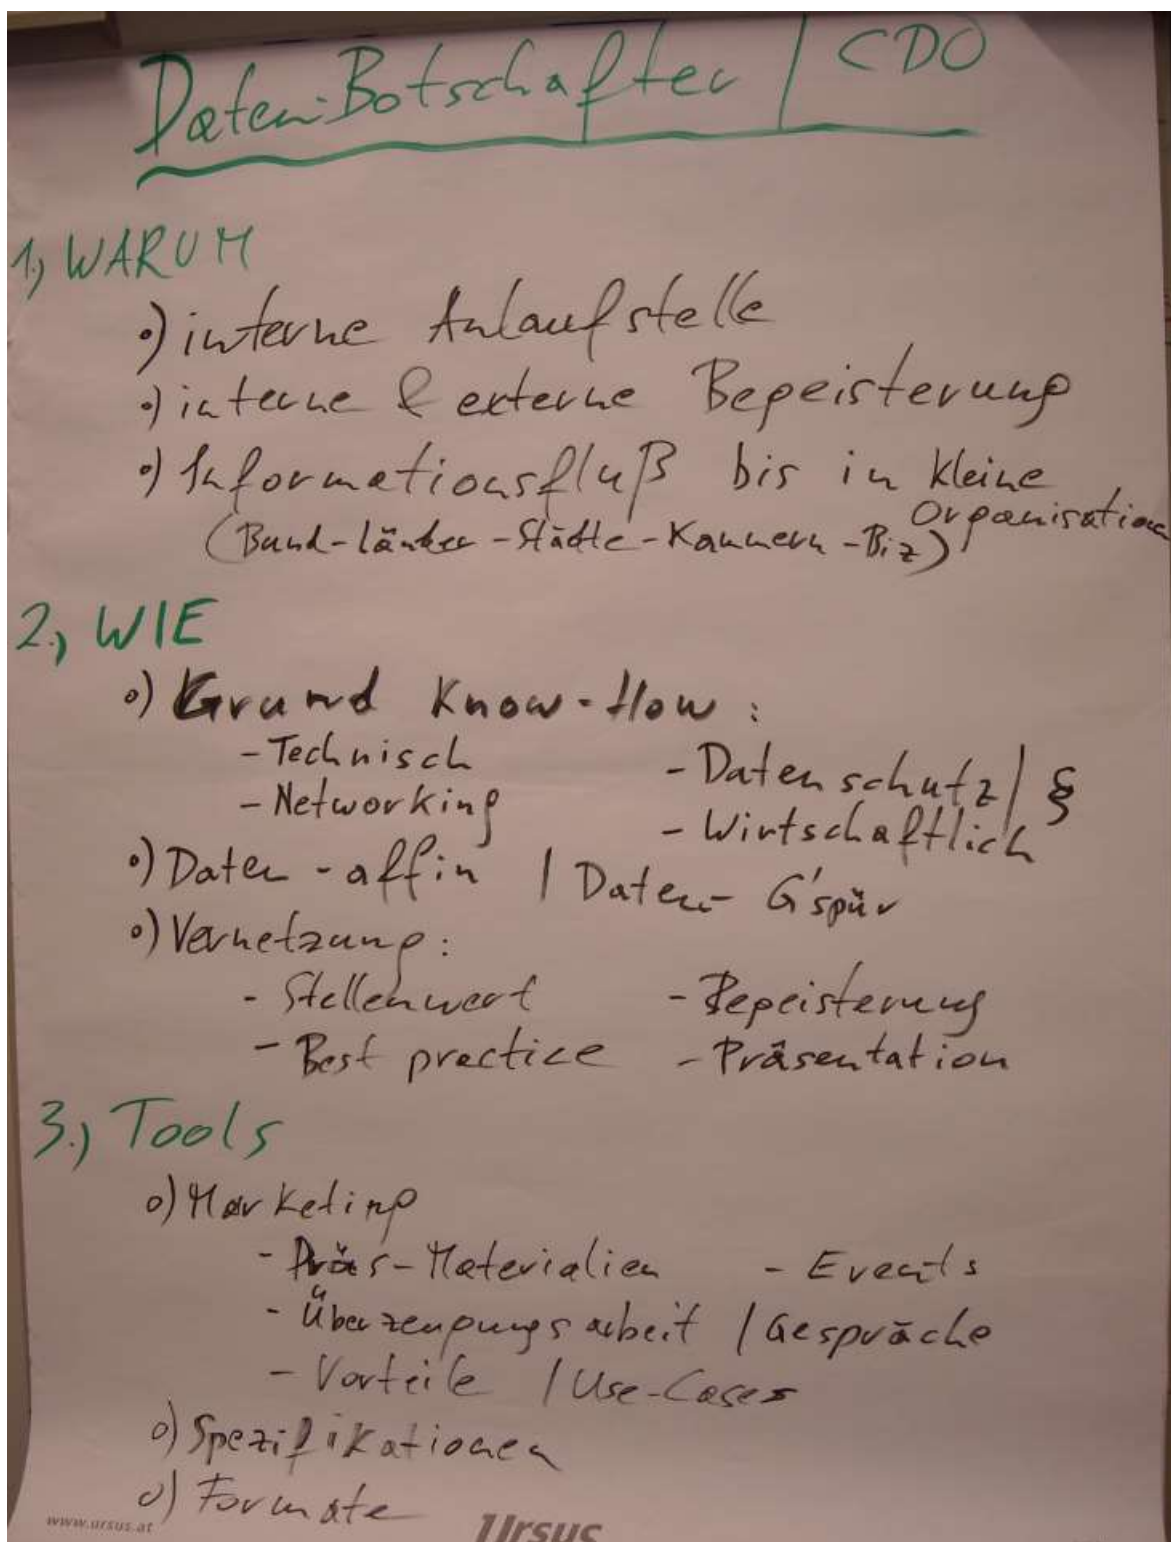 Daten-Botschafter / CDO
1., WARUM
•) interne Anlaufstelle
•) interne & externe Begeisterung
•) Informationsfluß bis in kleine
Organisationen
(Bund-Länder-Städte-Kammern-Biz)
2., WIE
•) Grund Know-How:
- Technisch - Datenschutz / §
- Networking - Wirtschaftlich
•) Daten-affin / Daten-G'spür
•) Vernetzung:
- Stellenwert - Begeisterung
- Best practice - Präsentation
3., Tools
•) Marketing
- Präs-Materialien - Events
- Überzeugungsarbeit / Gespräche
- Vorteile / Use-Cases
•) Spezifikationen
•) Formate
www.ursus.at Ursus